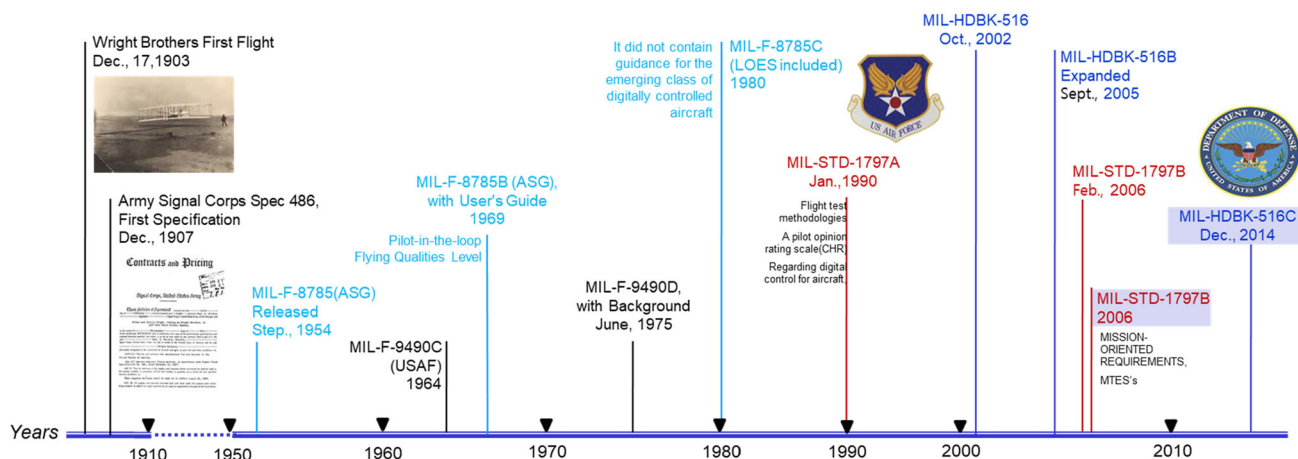 Wright Brothers First Flight
Dec., 17,1903
Army Signal Corps Spec 486,
First Specification
Dec., 1907
Contracts and Pricing
MIL-F-8785(ASG)
Released
Step., 1954
MIL-F-9490C
(USAF)
1964
MIL-F-8785B (ASG),
with User's Guide
1969
Pilot-in-the-loop
Flying Qualities Level
MIL-F-9490D,
with Background
June, 1975
It did not contain
guidance for the
emerging class of
digitally controlled
aircraft
MIL-F-8785C
(LOES included)
1980
US AIR FORCE
MIL-STD-1797A
Jan.,1990
Flight test
methodologies
A pilot opinion
rating scale(CHR)
Regarding digital
control for aircraft,
MIL-HDBK-516
Oct., 2002
MIL-HDBK-516B
Expanded
Sept., 2005
MIL-STD-1797B
Feb., 2006
MIL-STD-1797B
2006
MISSION-
ORIENTED
REQUIREMENTS,
MTES's
DEPARTMENT OF DEFENSE
UNITED STATES OF AMERICA
MIL-HDBK-516C
Dec., 2014
Years
1910
1950
1960
1970
1980
1990
2000
2010